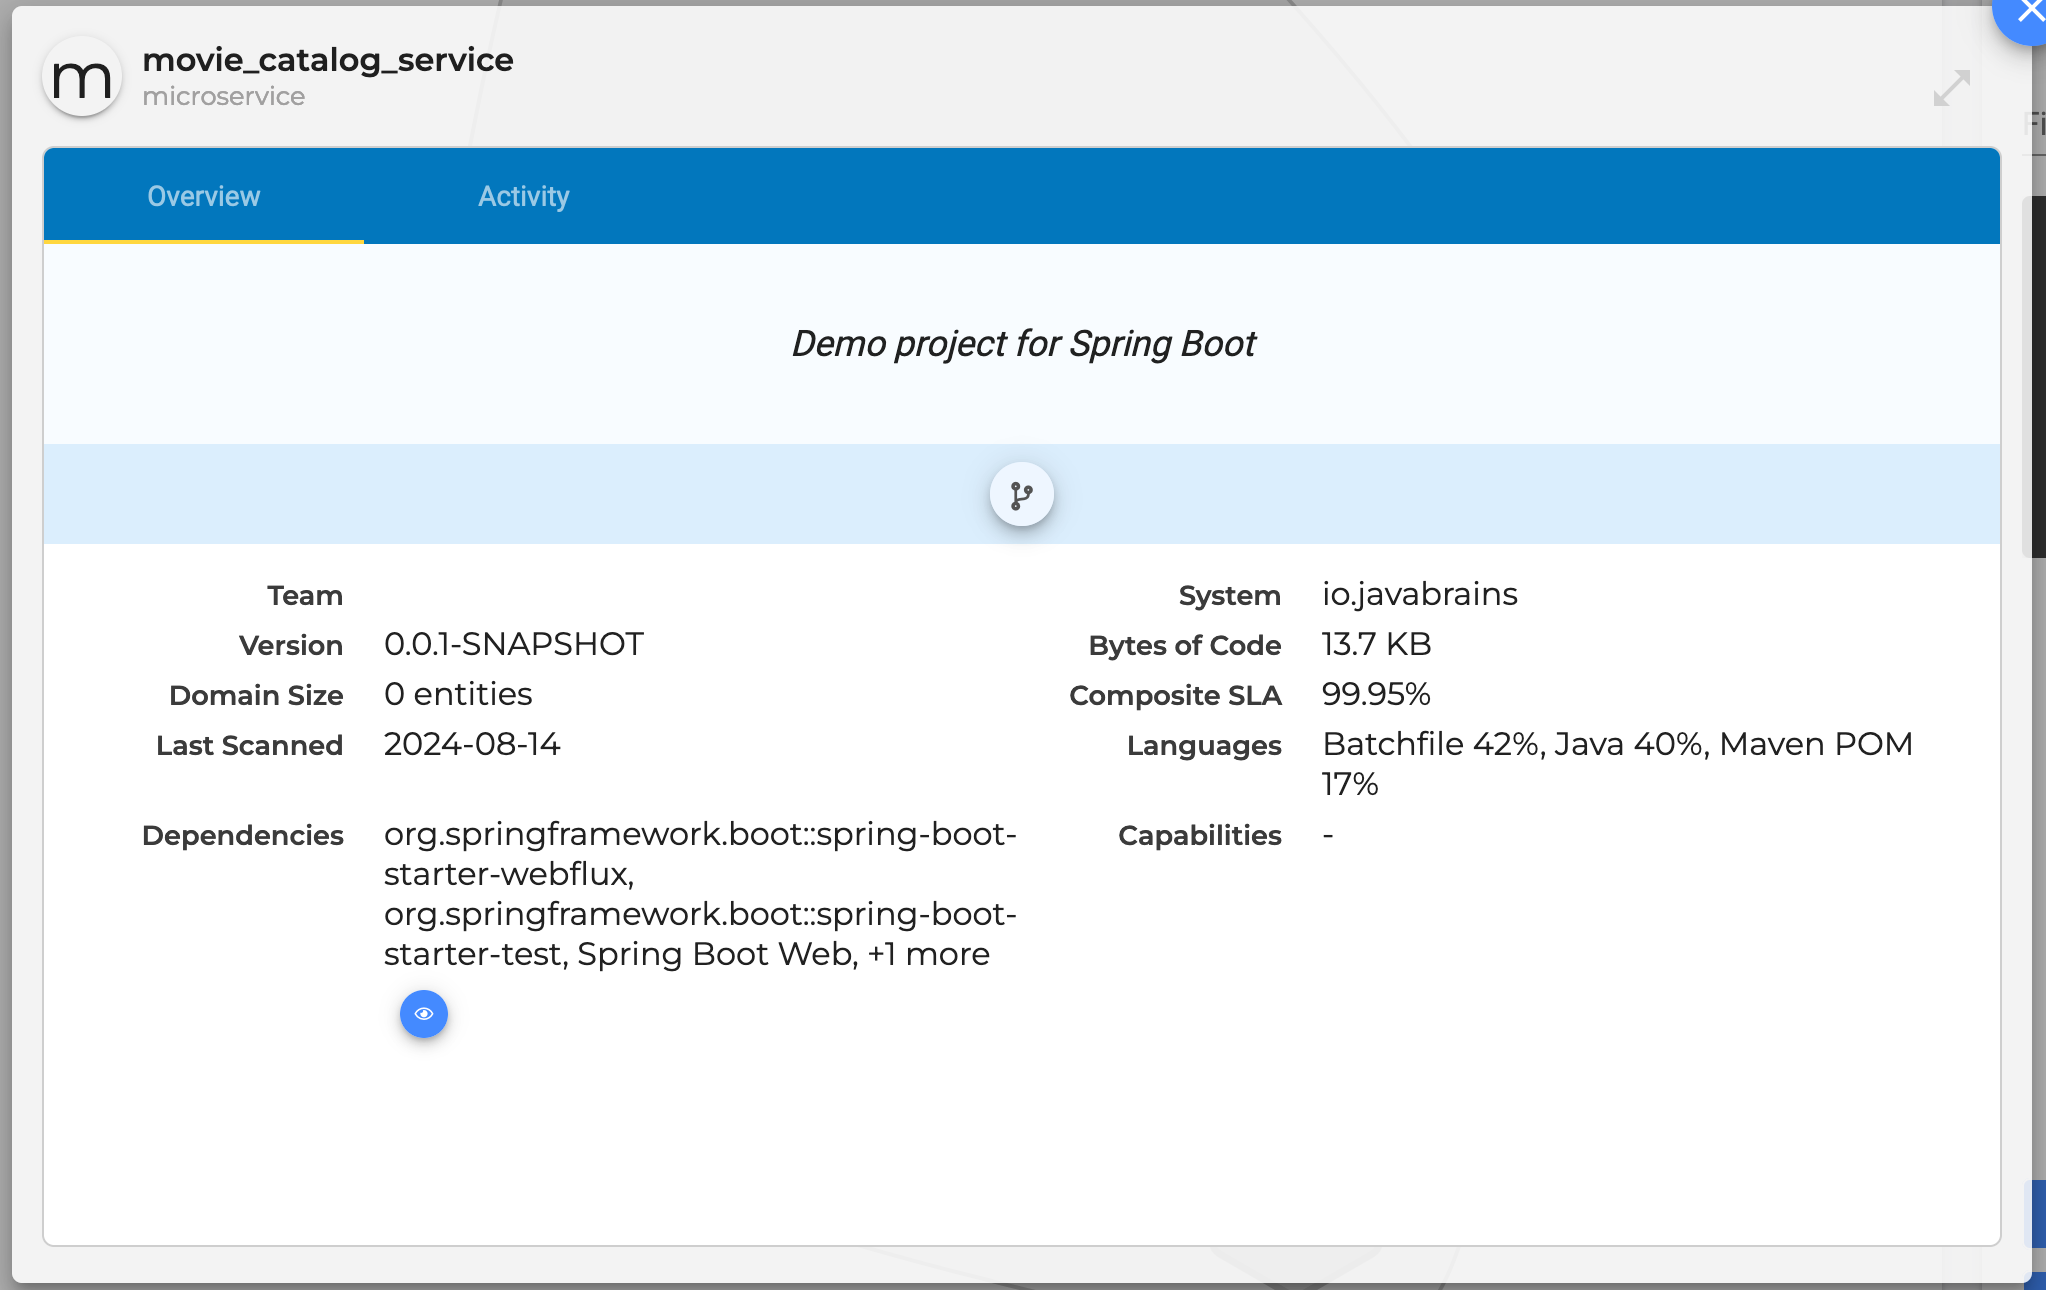 m
movie_catalog_service
microservice
Fi
Overview
Activity
Demo project for Spring Boot
Team
System
io.javabrains
Version
0.0.1-SNAPSHOT
Bytes of Code
13.7 KB
Domain Size
0 entities
Composite SLA
99.95%
Last Scanned
2024-08-14
Languages
Batchfile 42%, Java 40%, Maven POM
17%
Dependencies
org.springframework.boot::spring-boot-
starter-webflux,
org.springframework.boot::spring-boot-
starter-test, Spring Boot Web, +1 more
Capabilities
-